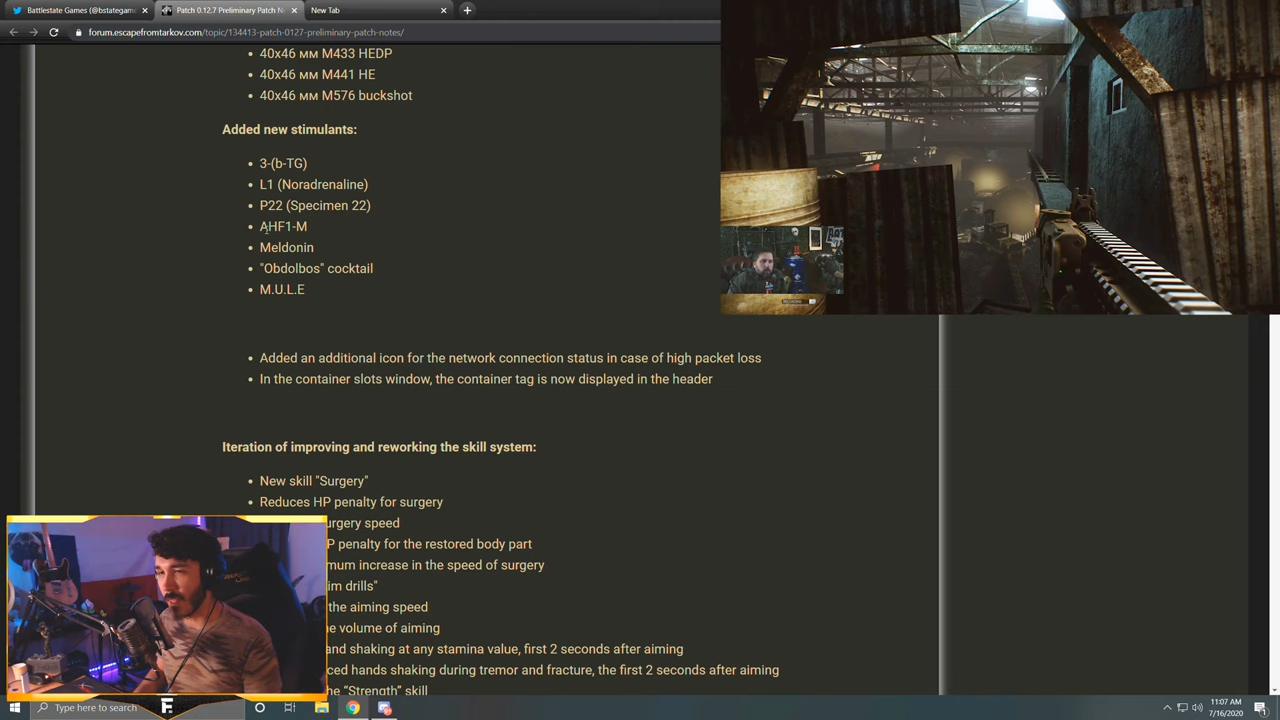 Battlestate Games (@bstategam
Patch 0.12.7 Preliminary Patch N
New Tab
forum.escapefromtarkov.com/topic/134413-patch-0127-preliminary-patch-notes/
40x46 мм M433 HEDP
40x46 мм M441 HE
40x46 мм M576 buckshot
Added new stimulants:
3-(b-TG)
L1 (Noradrenaline)
P22 (Specimen 22)
AHF1-M
Meldonin
"Obdolbos" cocktail
M.U.L.E
Added an additional icon for the network connection status in case of high packet loss
In the container slots window, the container tag is now displayed in the header
Iteration of improving and reworking the skill system:
New skill "Surgery"
Reduces HP penalty for surgery
urgery speed
P penalty for the restored body part
mum increase in the speed of surgery
im drills"
the aiming speed
e volume of aiming
and shaking at any stamina value, first 2 seconds after aiming
ced hands shaking during tremor and fracture, the first 2 seconds after aiming
he “Strength” skill
Type here to search
11:07 AM
7/16/2020